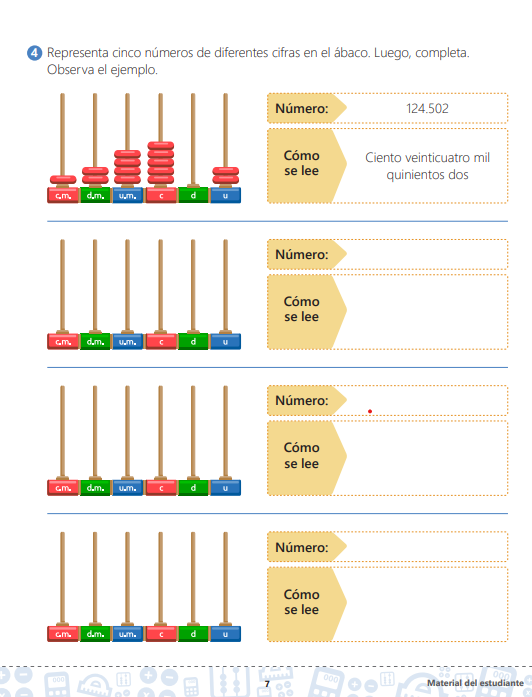 4 Representa cinco números de diferentes cifras en el ábaco. Luego, completa.
Observa el ejemplo.
Número: 124.502
Cómo
se lee
Ciento veinticuatro mil
quinientos dos
c.m. d.m. u.m. c d u
Número:
Cómo
se lee
c.m. d.m. u.m. c d u
Número:
Cómo
se lee
c.m. d.m. u.m. c d u
Número:
Cómo
se lee
c.m. d.m. u.m. c d u
7
Material del estudiante